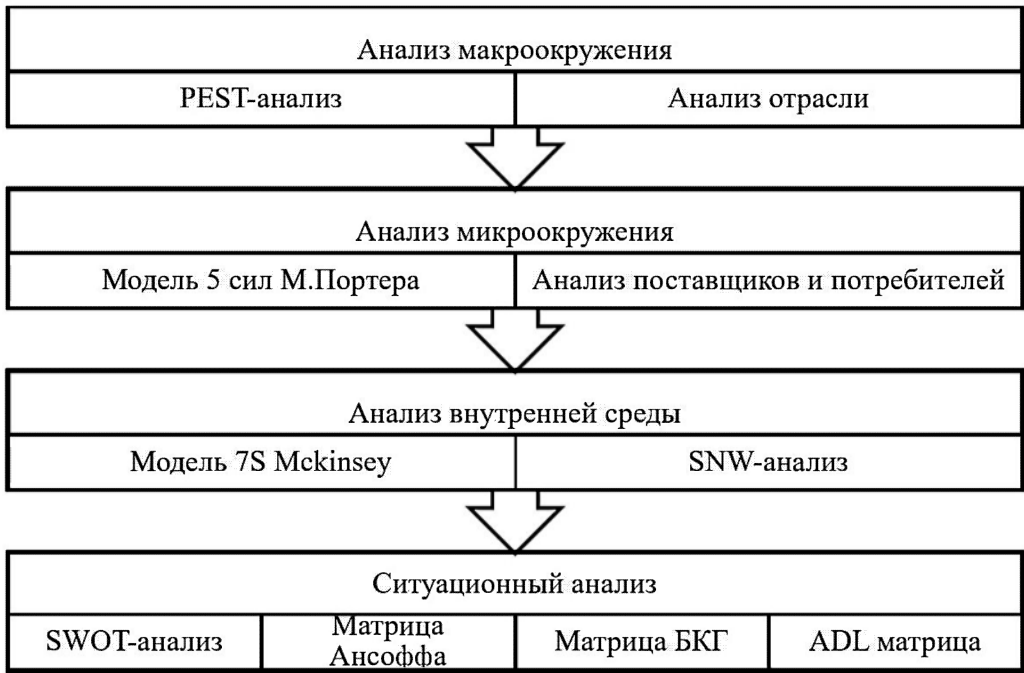 Анализ макроокружения
PEST-анализ
Анализ отрасли
Анализ микроокружения
Модель 5 сил М.Портера
Анализ поставщиков и потребителей
Анализ внутренней среды
Модель 7S Mckinsey
SNW-анализ
Ситуационный анализ
SWOT-анализ
Матрица
Ансоффа
Матрица БКГ
ADL матрица